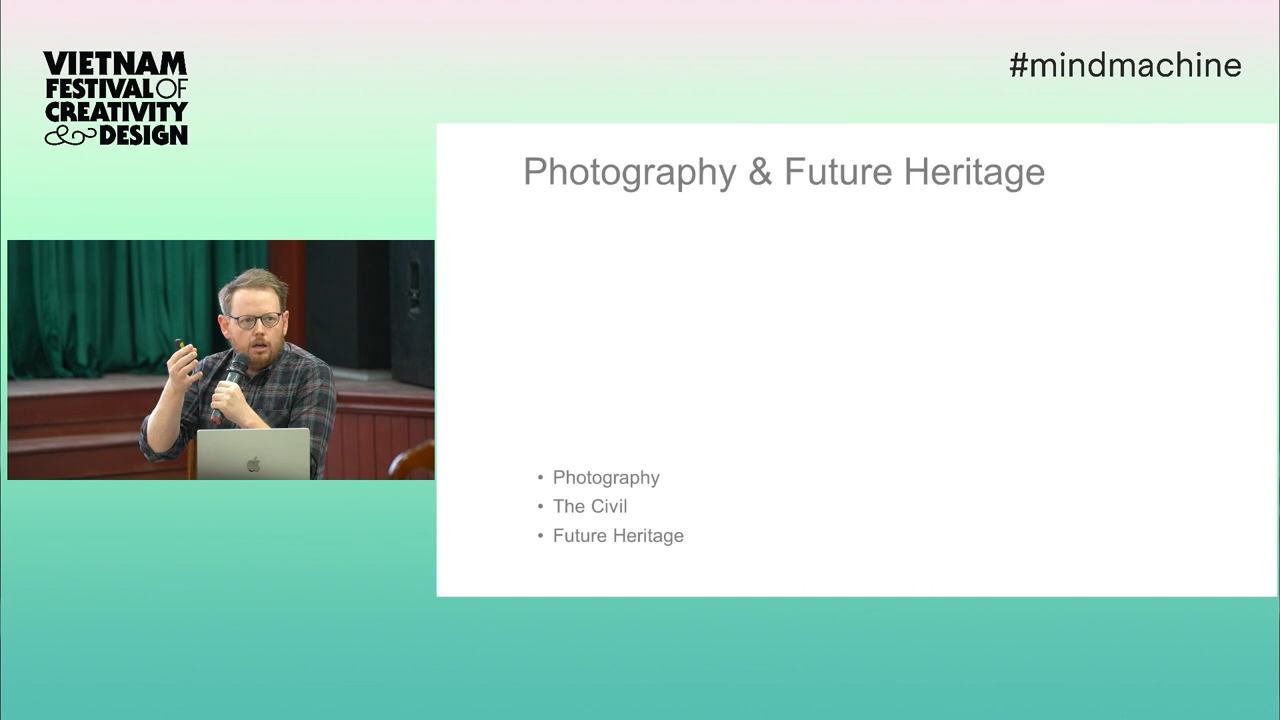 VIETNAM
FESTIVAL OF
CREATIVITY
& DESIGN
#mindmachine
Photography & Future Heritage
• Photography
• The Civil
• Future Heritage